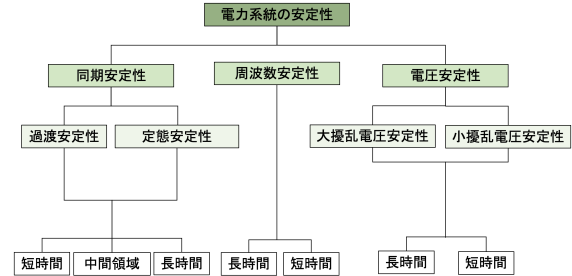 電力系統の安定性
同期安定性
周波数安定性
電圧安定性
過渡安定性
定態安定性
大擾乱電圧安定性
小擾乱電圧安定性
短時間
中間領域
長時間
長時間
短時間
長時間
短時間